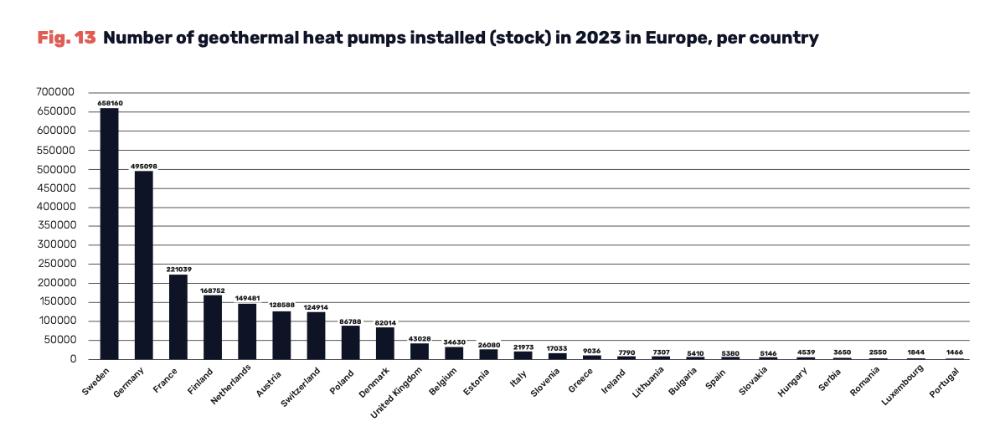 Fig. 13 Number of geothermal heat pumps installed (stock) in 2023 in Europe, per country
700000
650000
600000
550000
500000
450000
400000
350000
300000
250000
200000
150000
100000
50000
0
658160
495098
221039
168752
149481
128588
124914
86788
82014
43028
34630
26080
21973
17033
9036
7790
7307
5410
5380
5146
4539
3650
2550
1844
1466
Sweden
Germany
France
Finland
Netherlands
Austria
Switzerland
Poland
Denmark
United Kingdom
Belgium
Estonia
Italy
Slovenia
Greece
Ireland
Lithuania
Bulgaria
Spain
Slovakia
Hungary
Serbia
Romania
Luxembourg
Portugal